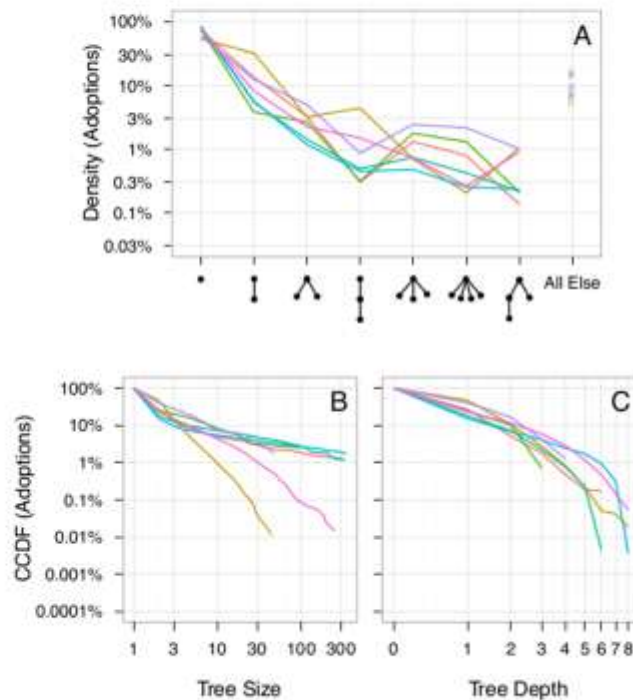 100%
A
30%
10%
3%
1%
0.3%
0.1%
0.03%
Density (Adoptions)
All Else
100%
B
C
10%
1%
0.1%
0.01%
0.001%
0.0001%
CCDF (Adoptions)
1 3 10 30 100 300
0 1 2 3 4 5 6 7 8
Tree Size
Tree Depth